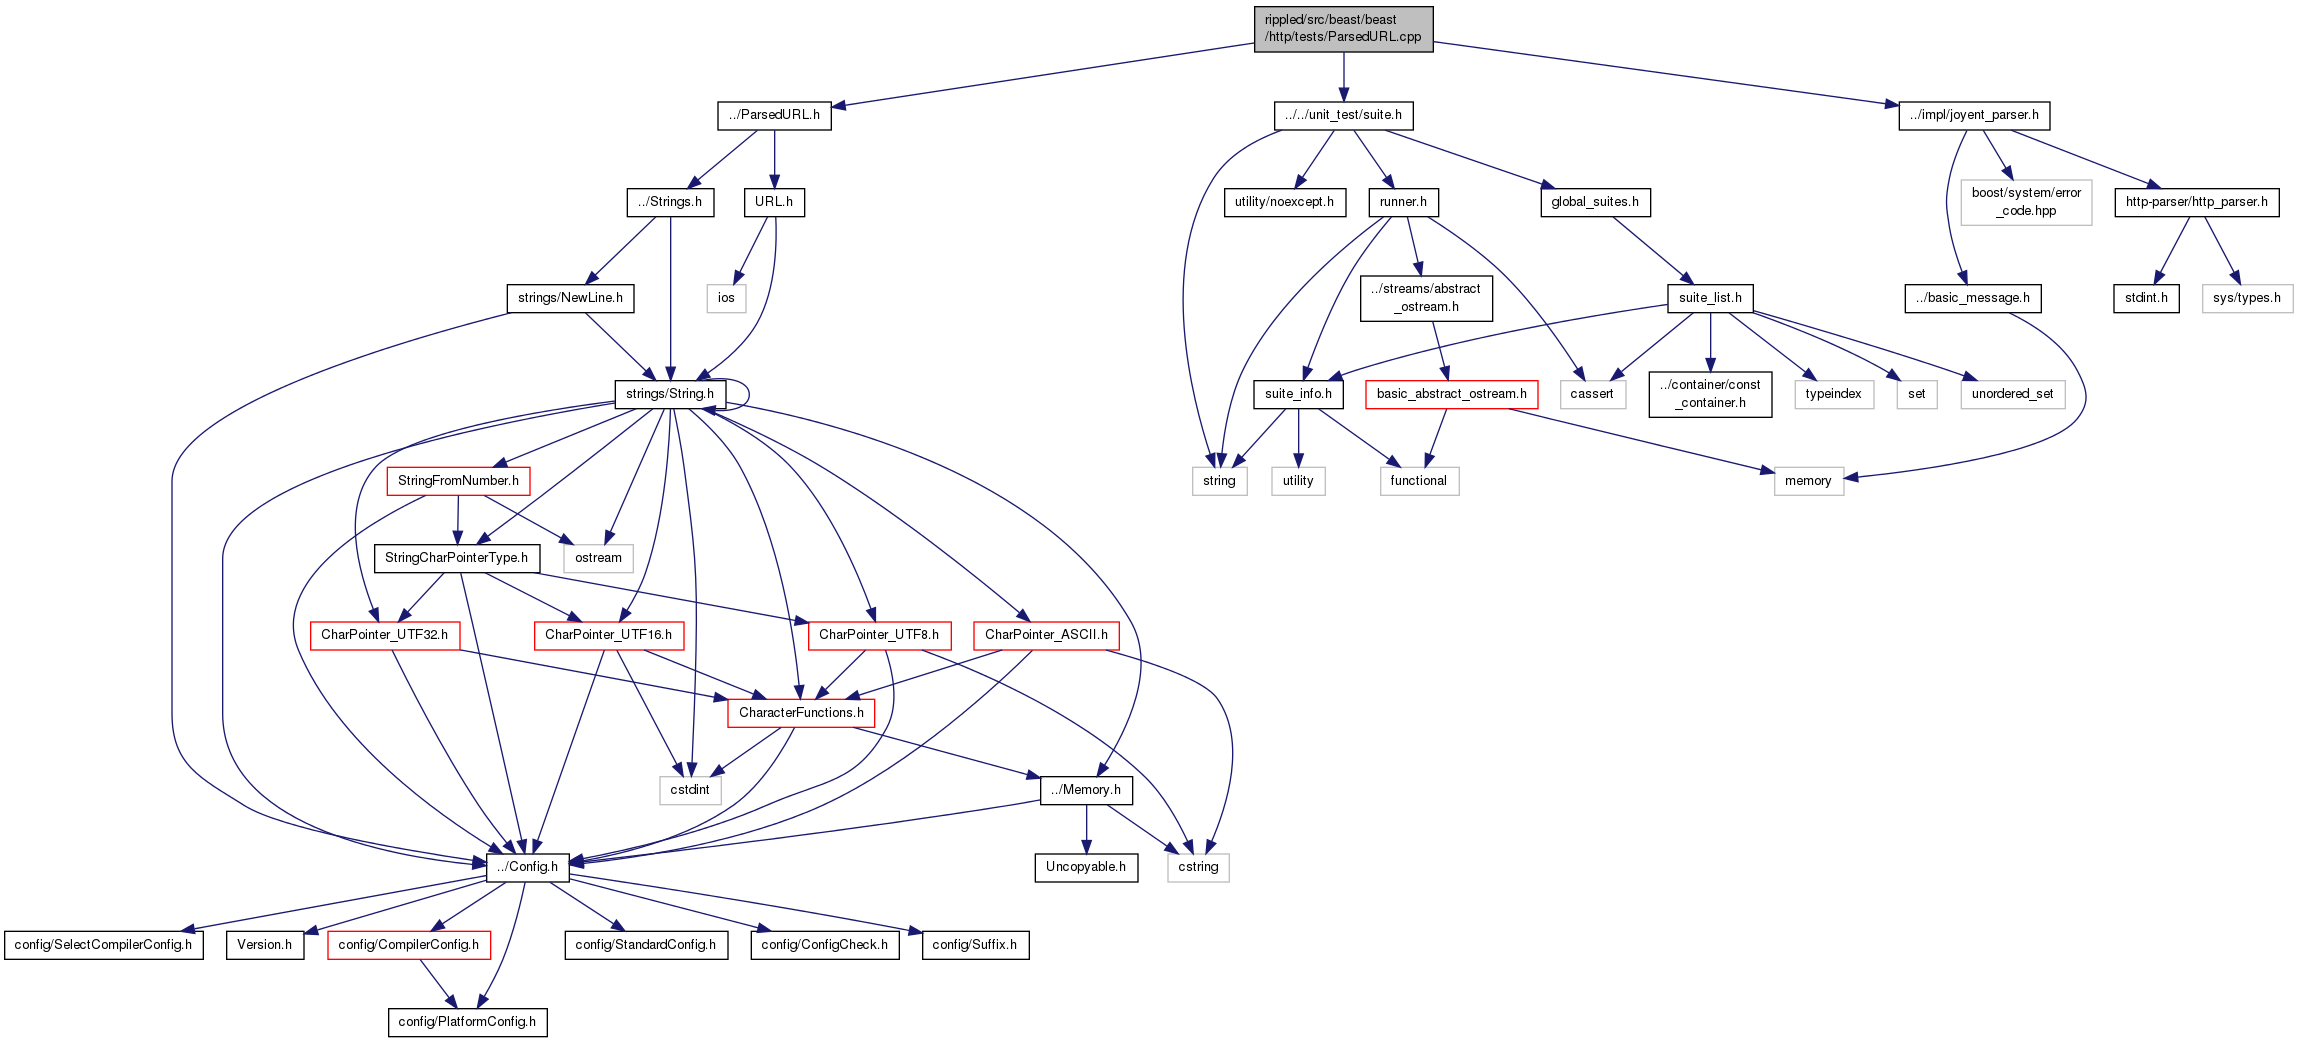 rippled/src/beast/beast
/http/tests/ParsedURL.cpp
../ParsedURL.h
../../unit_test/suite.h
../impl/joyent_parser.h
../Strings.h
URL.h
utility/noexcept.h
runner.h
global_suites.h
boost/system/error
_code.hpp
http-parser/http_parser.h
strings/NewLine.h
ios
../streams/abstract
_ostream.h
suite_list.h
../basic_message.h
stdint.h
sys/types.h
strings/String.h
suite_info.h
basic_abstract_ostream.h
cassert
../container/const
_container.h
typeindex
set
unordered_set
StringFromNumber.h
string
utility
functional
memory
StringCharPointerType.h
ostream
CharPointer_UTF32.h
CharPointer_UTF16.h
CharPointer_UTF8.h
CharPointer_ASCII.h
CharacterFunctions.h
cstdint
../Memory.h
../Config.h
Uncopyable.h
cstring
config/SelectCompilerConfig.h
Version.h
config/CompilerConfig.h
config/StandardConfig.h
config/ConfigCheck.h
config/Suffix.h
config/PlatformConfig.h